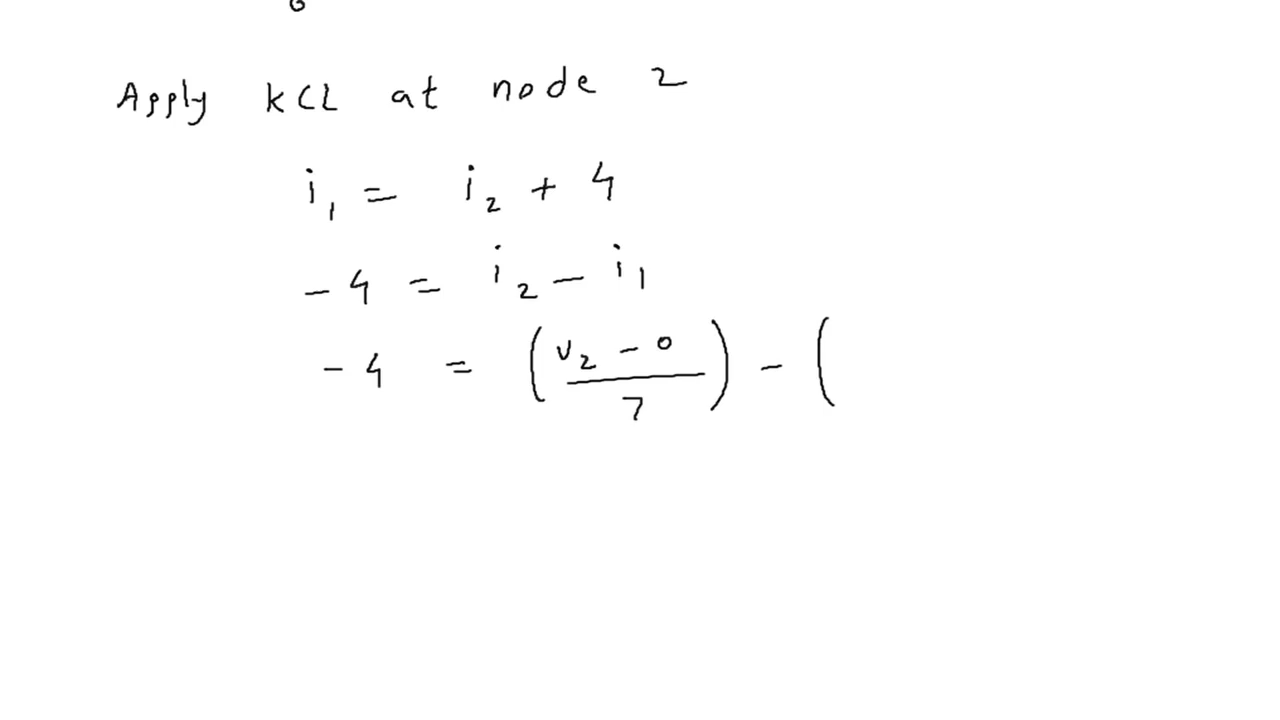 Apply KCL at node 2
i₁ = i₂ + 4
- 4 = i₂ - i₁
- 4 = ((v₂ - 0)/7) - (